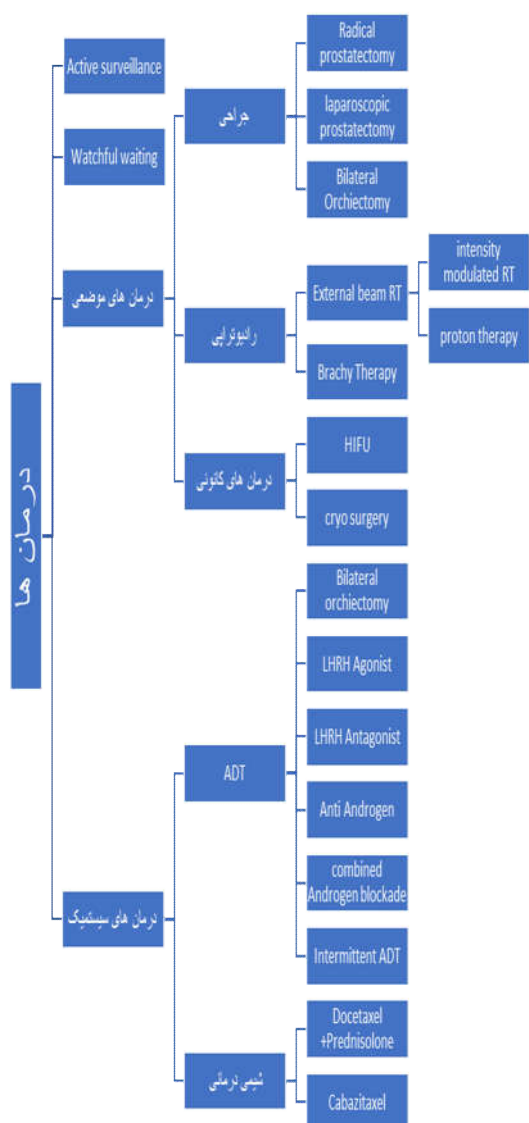 درمان ها
Active surveillance
Watchful waiting
درمان های موضعی
جراحی
Radical
prostatectomy
laparoscopic
prostatectomy
Bilateral
Orchiectomy
رادیوتراپی
External beam RT
intensity
modulated RT
proton therapy
Brachy Therapy
درمان های کانونی
HIFU
cryo surgery
درمان های سیستمیک
ADT
Bilateral
orchiectomy
LHRH Agonist
LHRH Antagonist
Anti Androgen
combined
Androgen blockade
Intermittent ADT
شیمی درمانی
Docetaxel
+Prednisolone
Cabazitaxel